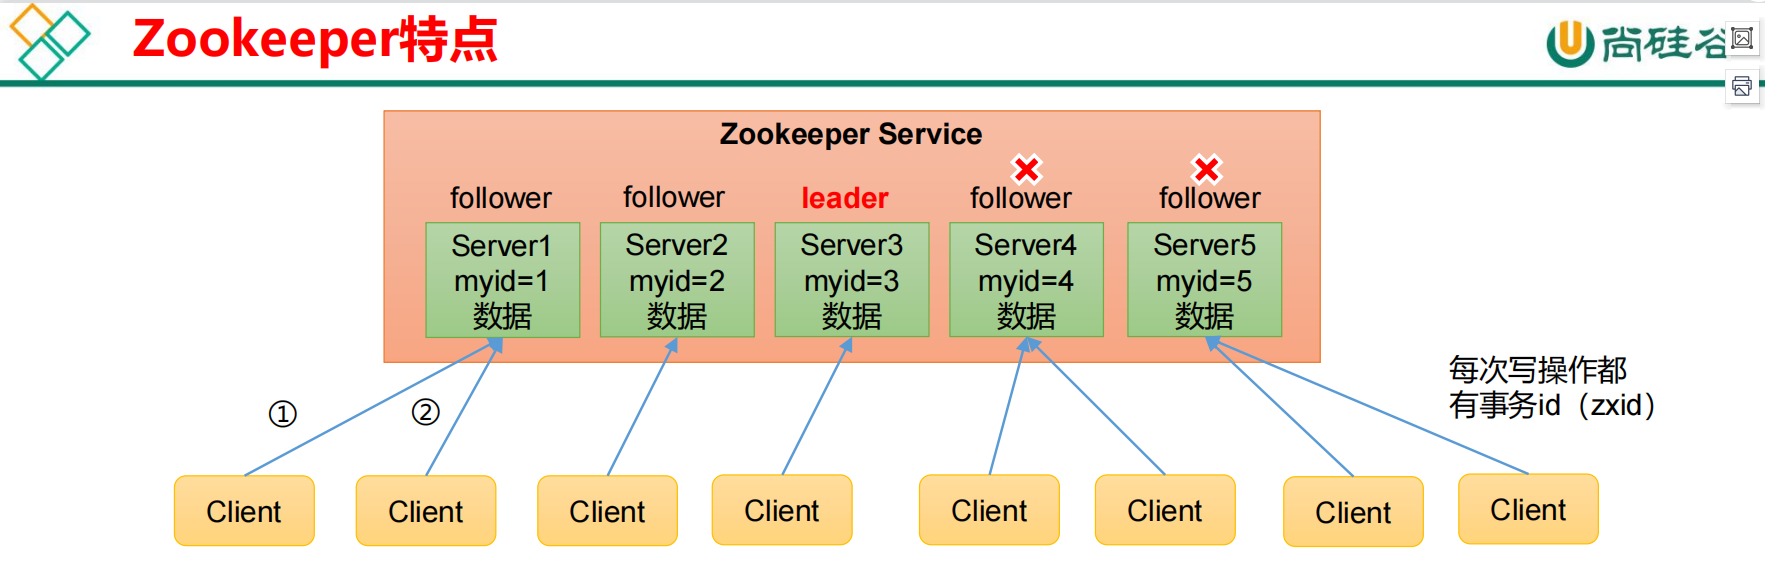 Zookeeper特点
尚硅谷
Zookeeper Service
follower
follower
leader
follower
follower
Server1
myid=1
数据
Server2
myid=2
数据
Server3
myid=3
数据
Server4
myid=4
数据
Server5
myid=5
数据
每次写操作都
有事务id（zxid）
①
②
Client
Client
Client
Client
Client
Client
Client
Client